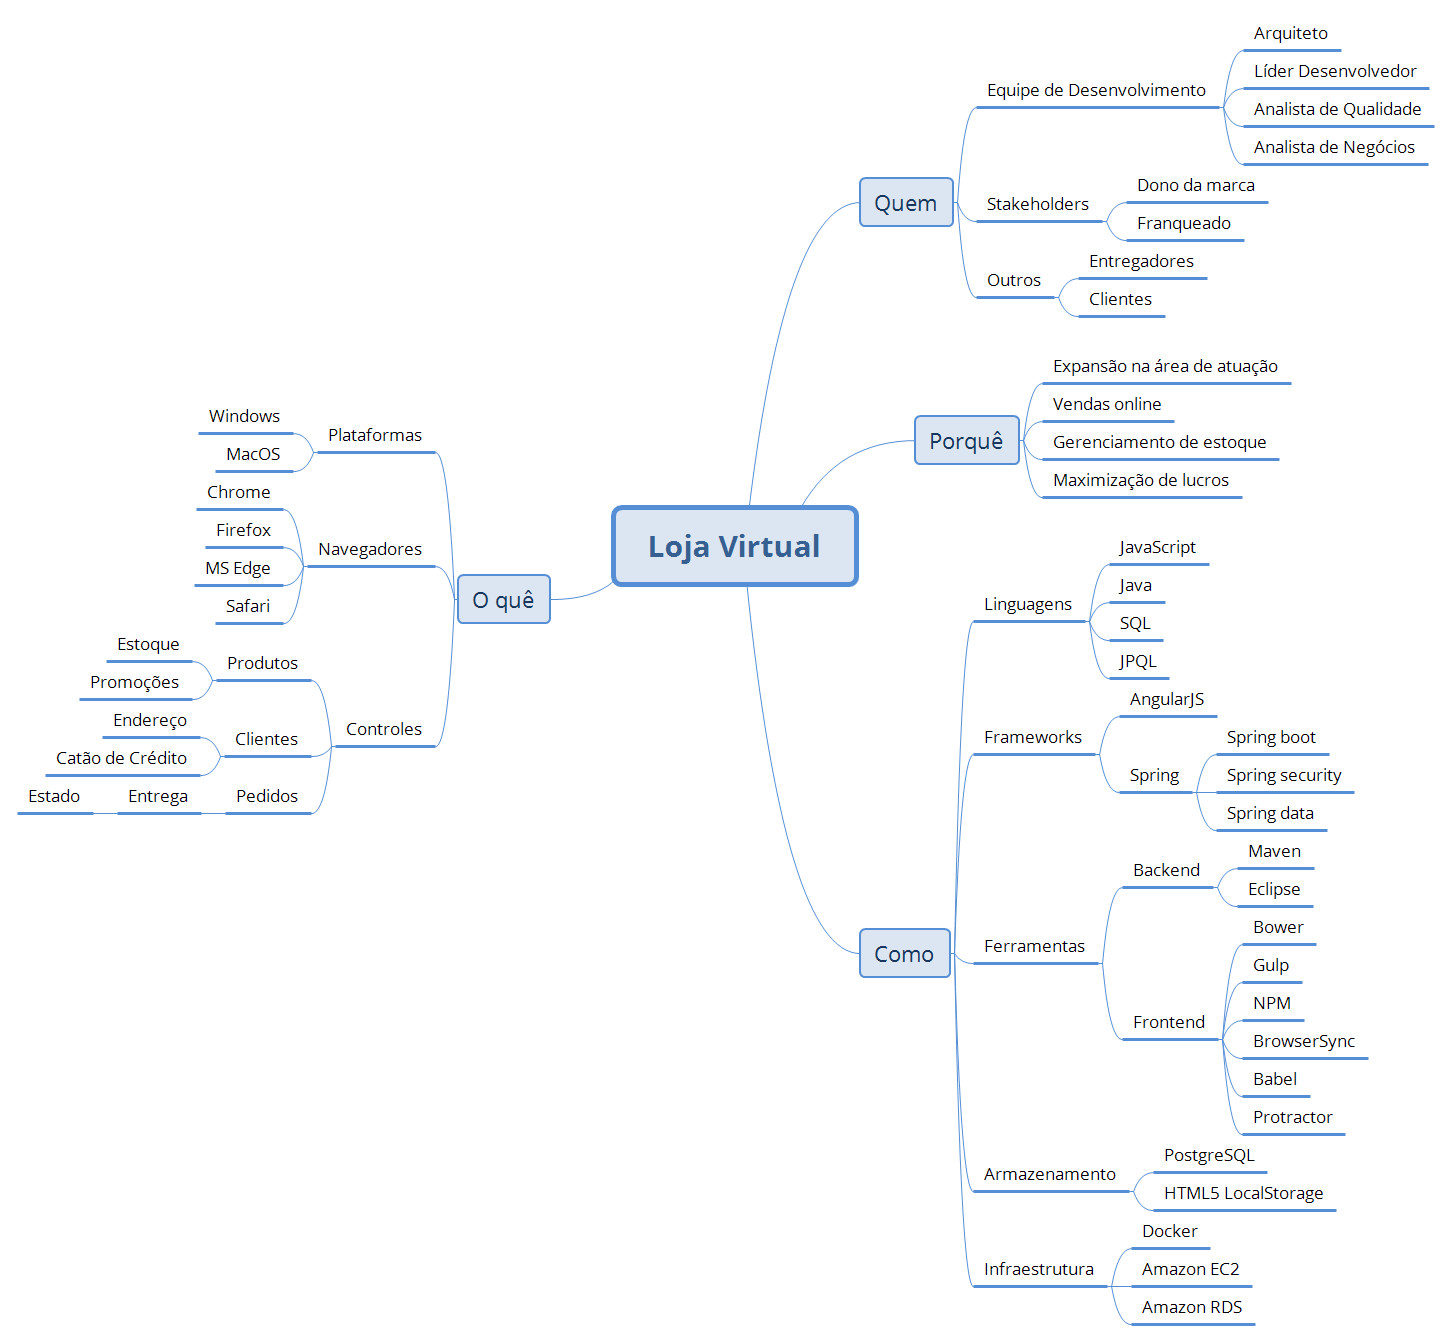 Loja Virtual
Quem
Equipe de Desenvolvimento
Arquiteto
Líder Desenvolvedor
Analista de Qualidade
Analista de Negócios
Stakeholders
Dono da marca
Franqueado
Outros
Entregadores
Clientes
Porquê
Expansão na área de atuação
Vendas online
Gerenciamento de estoque
Maximização de lucros
Como
Linguagens
JavaScript
Java
SQL
JPQL
Frameworks
AngularJS
Spring
Spring boot
Spring security
Spring data
Ferramentas
Backend
Maven
Eclipse
Frontend
Bower
Gulp
NPM
BrowserSync
Babel
Protractor
Armazenamento
PostgreSQL
HTML5 LocalStorage
Infraestrutura
Docker
Amazon EC2
Amazon RDS
O quê
Plataformas
Windows
MacOS
Navegadores
Chrome
Firefox
MS Edge
Safari
Controles
Produtos
Estoque
Promoções
Clientes
Endereço
Catão de Crédito
Pedidos
Entrega
Estado